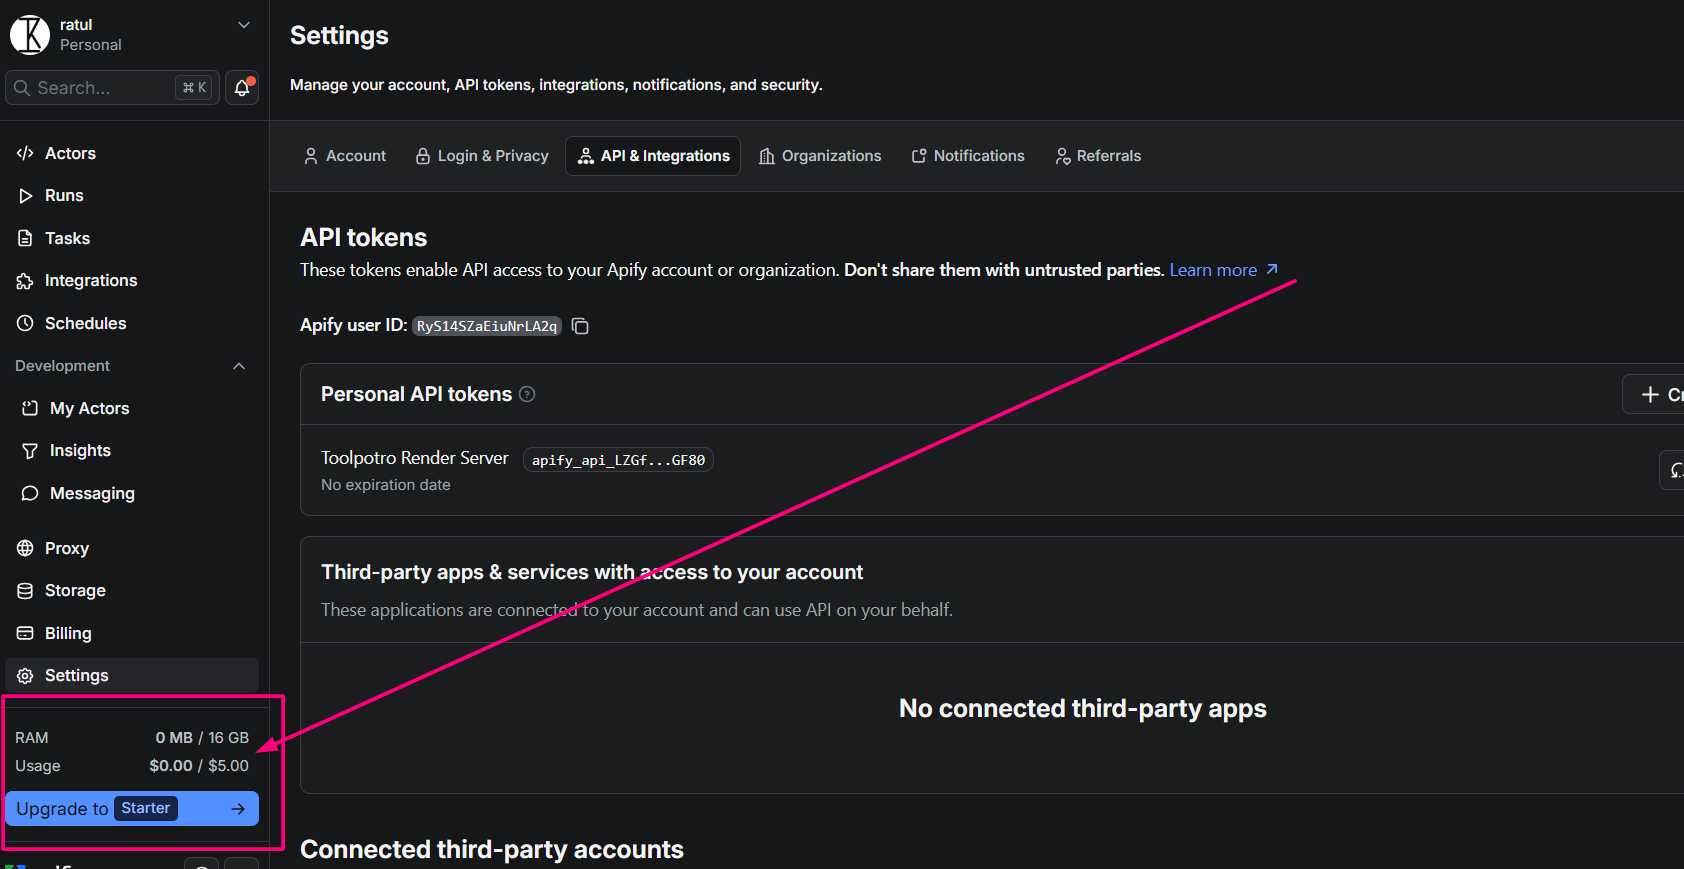 ratul
Personal
Search...
⌘ K
Actors
Runs
Tasks
Integrations
Schedules
Development
My Actors
Insights
Messaging
Proxy
Storage
Billing
Settings
RAM 0 MB / 16 GB
Usage $0.00 / $5.00
Upgrade to Starter
Settings
Manage your account, API tokens, integrations, notifications, and security.
Account Login & Privacy API & Integrations Organizations Notifications Referrals
API tokens
These tokens enable API access to your Apify account or organization. Don't share them with untrusted parties. Learn more
Apify user ID: RyS14SZaEiuNrLA2q
Personal API tokens
Toolpotro Render Server apify_api_LZGf...GF80
No expiration date
Third-party apps & services with access to your account
These applications are connected to your account and can use API on your behalf.
No connected third-party apps
Connected third-party accounts